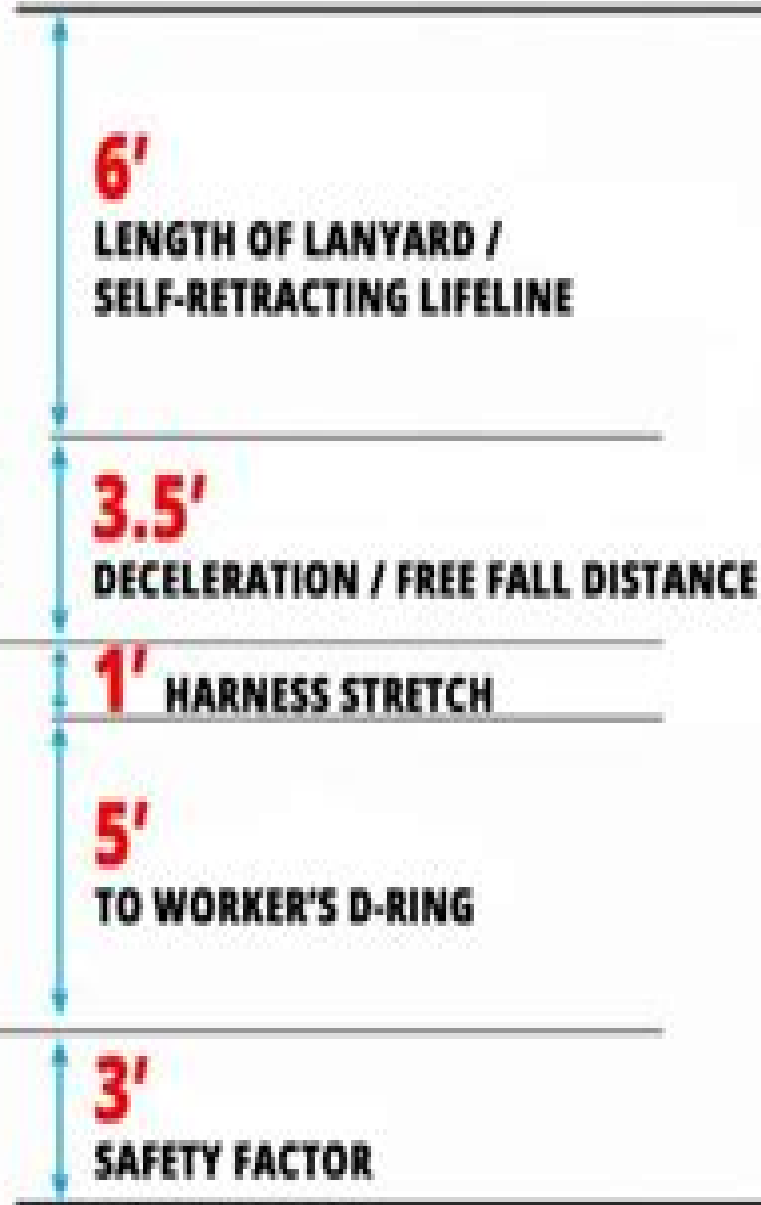 6'
LENGTH OF LANYARD /
SELF-RETRACTING LIFELINE
3.5'
DECELERATION / FREE FALL DISTANCE
1' HARNESS STRETCH
5'
TO WORKER'S D-RING
3'
SAFETY FACTOR